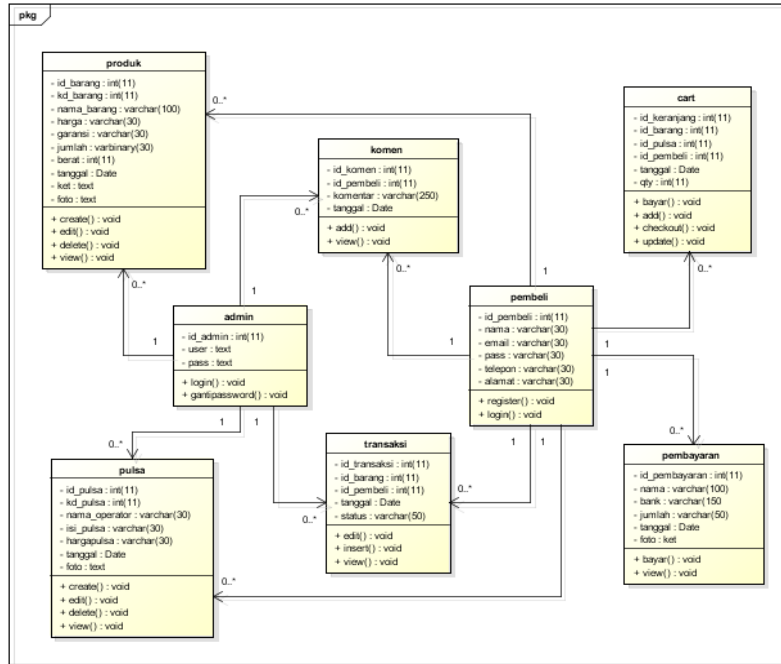 pkg
produk
- id_barang : int(11)
- kd_barang : int(11)
- nama_barang : varchar(100)
- harga : varchar(30)
- garansi : varchar(30)
- jumlah : varbinary(30)
- berat : int(11)
- tanggal : Date
- ket : text
- foto : text
+ create() : void
+ edit() : void
+ delete() : void
+ view() : void
0..*
komen
- id_komen : int(11)
- id_pembeli : int(11)
- komentar : varchar(250)
- tanggal : Date
+ add() : void
+ view() : void
0..*
0..*
cart
- id_keranjang : int(11)
- id_barang : int(11)
- id_pulsa : int(11)
- id_pembeli : int(11)
- tanggal : Date
- qty : int(11)
+ bayar() : void
+ add() : void
+ checkout() : void
+ update() : void
0..*
0..*
1
1
admin
- id_admin : int(11)
- user : text
- pass : text
+ login() : void
+ gantipassword() : void
1
1
1
1
pembeli
- id_pembeli : int(11)
- nama : varchar(30)
- email : varchar(30)
- pass : varchar(30)
- telepon : varchar(30)
- alamat : varchar(30)
+ register() : void
+ login() : void
1
1
1
1
0..*
pulsa
- id_pulsa : int(11)
- kd_pulsa : int(11)
- nama_operator : varchar(30)
- isi_pulsa : varchar(30)
- hargapulsa : varchar(30)
- tanggal : Date
- foto : text
+ create() : void
+ edit() : void
+ delete() : void
+ view() : void
0..*
transaksi
- id_transaksi : int(11)
- id_barang : int(11)
- id_pembeli : int(11)
- tanggal : Date
- status : varchar(50)
+ edit() : void
+ insert() : void
+ view() : void
0..*
0..*
0..*
pembayaran
- id_pembayaran : int(11)
- nama : varchar(100)
- bank : varchar(150
- jumlah : varchar(50)
- tanggal : Date
- foto : ket
+ bayar() : void
+ view() : void